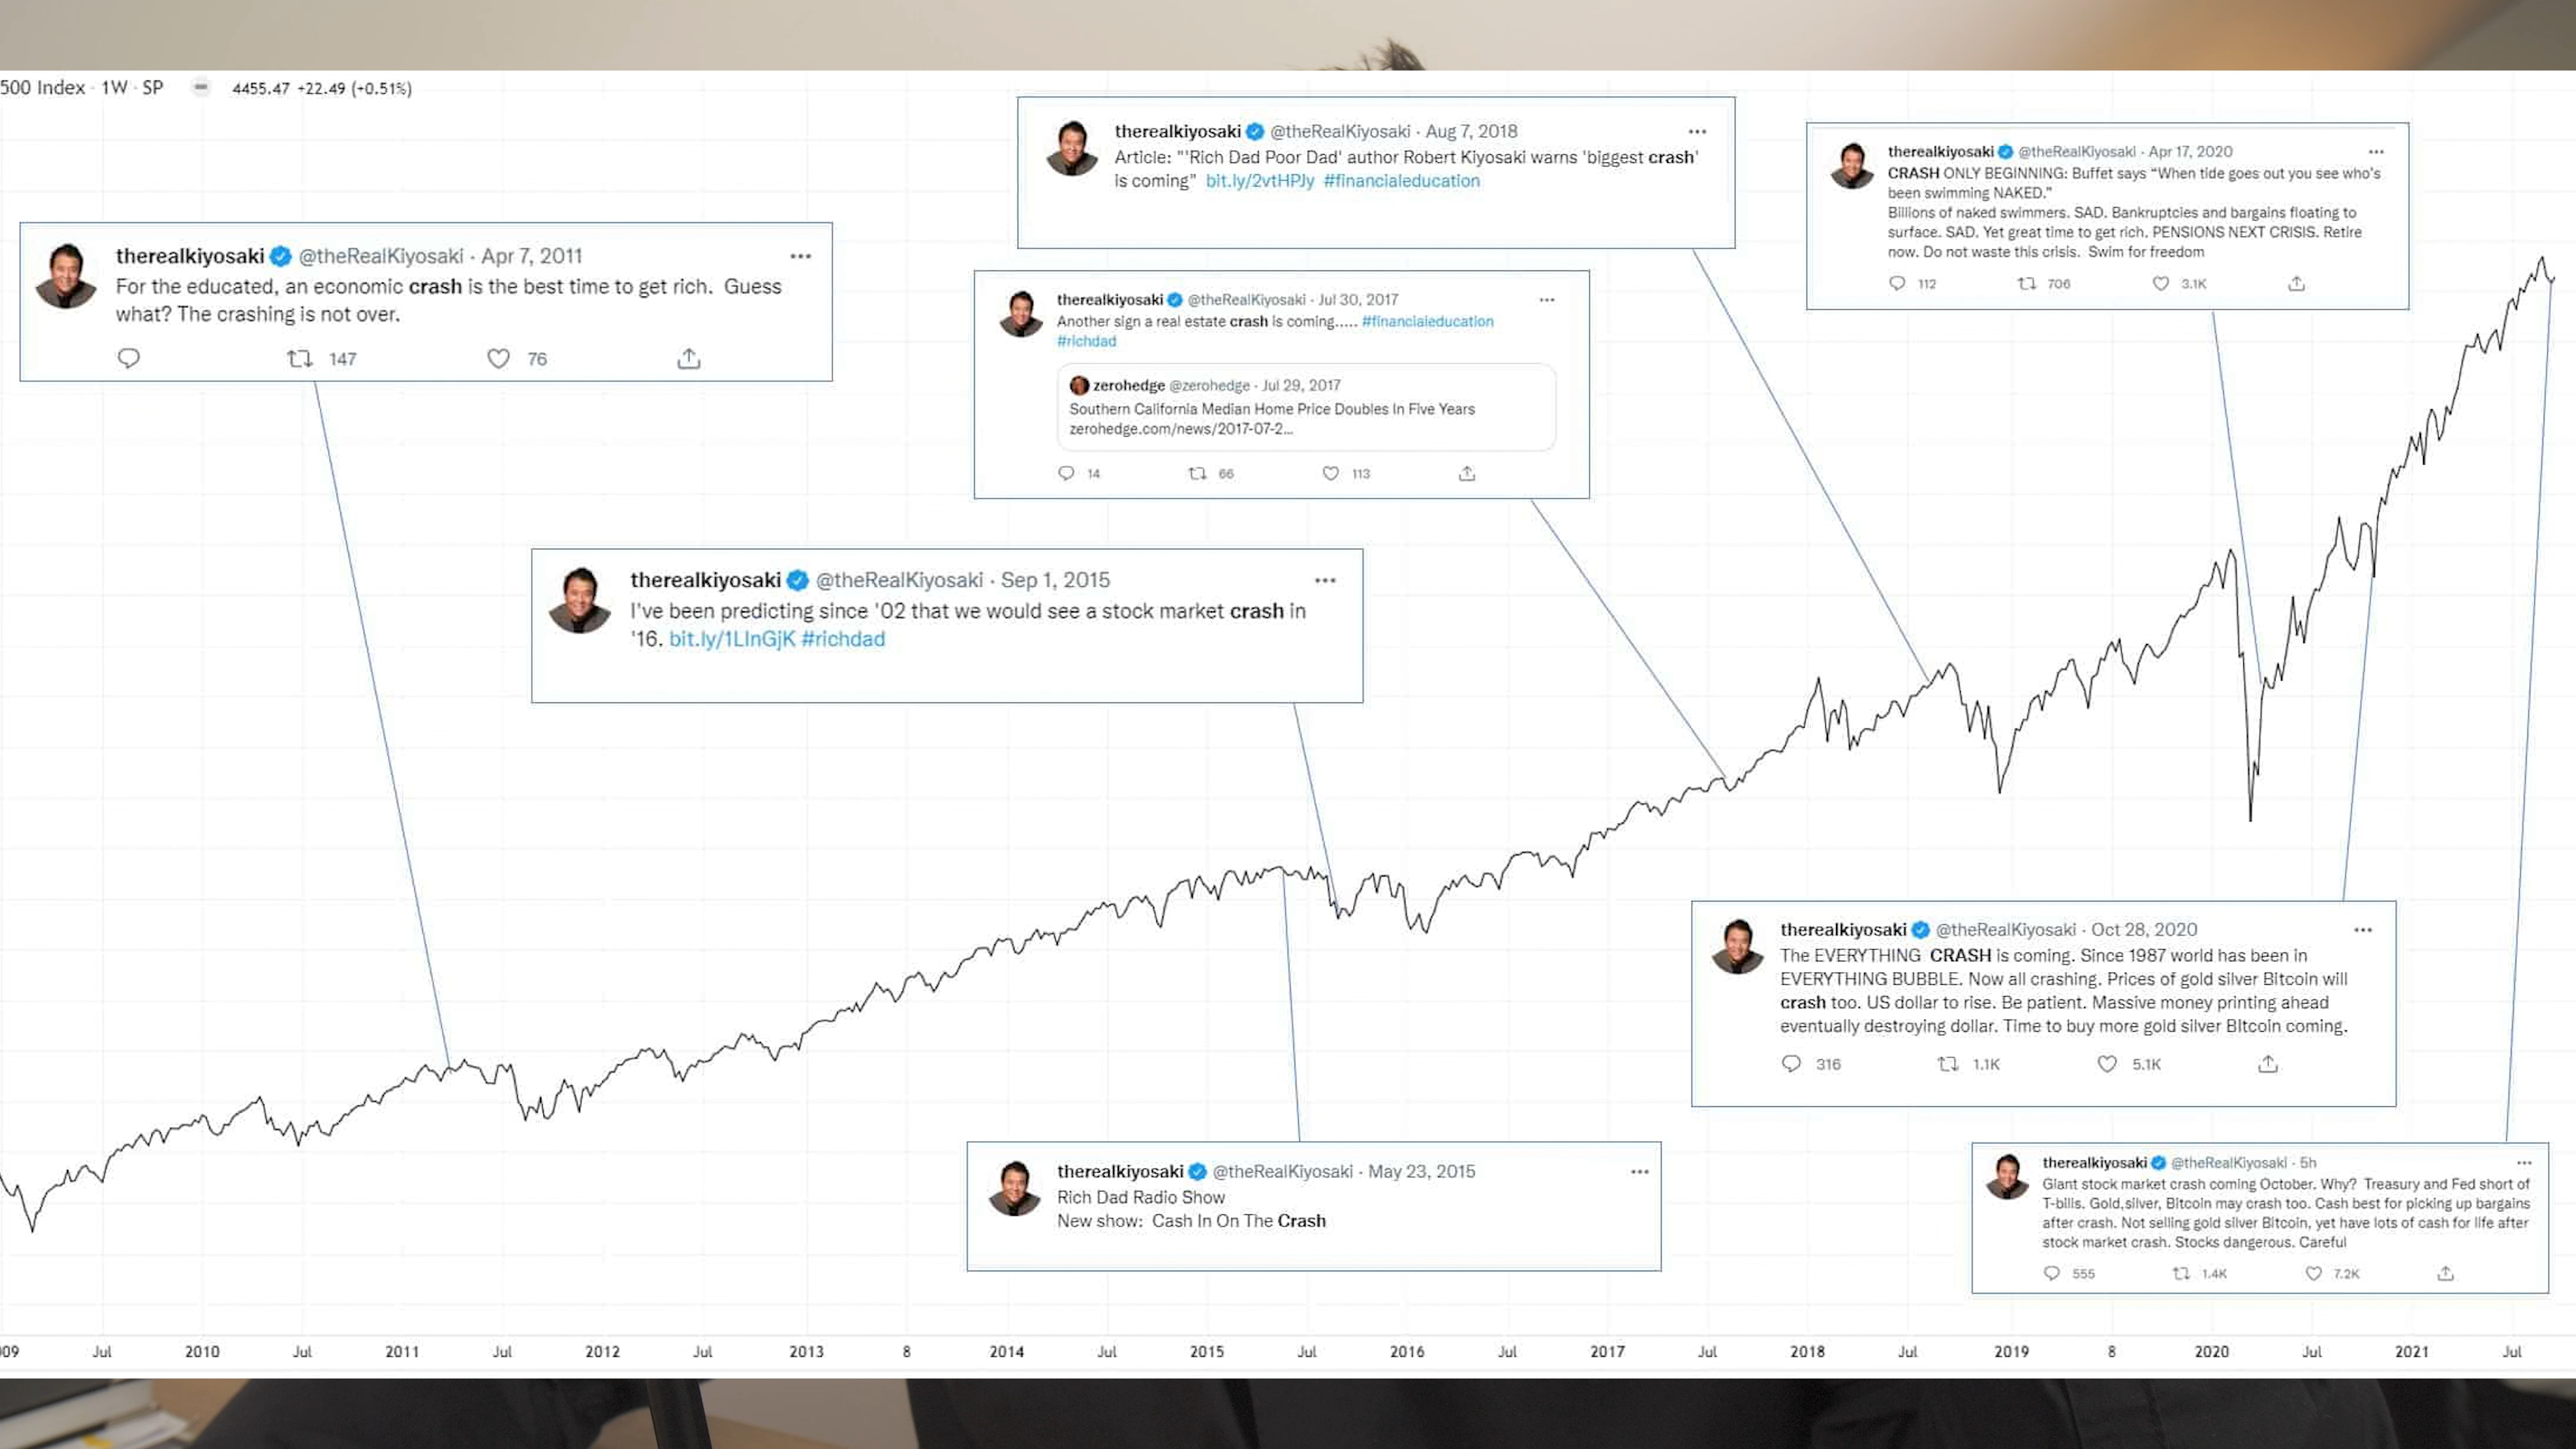 500 Index · 1W · SP 4455.47 +22.49 (+0.51%)
therealkiyosaki @theRealKiyosaki · Apr 7, 2011
For the educated, an economic crash is the best time to get rich. Guess
what? The crashing is not over.
147 76
therealkiyosaki @theRealKiyosaki · Sep 1, 2015
I've been predicting since '02 that we would see a stock market crash in
'16. bit.ly/1LInGjK #richdad
therealkiyosaki @theRealKiyosaki · Aug 7, 2018
Article: "'Rich Dad Poor Dad' author Robert Kiyosaki warns 'biggest crash'
is coming" bit.ly/2vtHPJy #financialeducation
therealkiyosaki @theRealKiyosaki · Jul 30, 2017
Another sign a real estate crash is coming..... #financialeducation
#richdad
zerohedge @zerohedge · Jul 29, 2017
Southern California Median Home Price Doubles In Five Years
zerohedge.com/news/2017-07-2...
14 66 113
therealkiyosaki @theRealKiyosaki · Apr 17, 2020
CRASH ONLY BEGINNING: Buffet says “When tide goes out you see who's
been swimming NAKED.”
Billions of naked swimmers. SAD. Bankruptcies and bargains floating to
surface. SAD. Yet great time to get rich. PENSIONS NEXT CRISIS. Retire
now. Do not waste this crisis. Swim for freedom
112 706 3.1K
therealkiyosaki @theRealKiyosaki · Oct 28, 2020
The EVERYTHING CRASH is coming. Since 1987 world has been in
EVERYTHING BUBBLE. Now all crashing. Prices of gold silver Bitcoin will
crash too. US dollar to rise. Be patient. Massive money printing ahead
eventually destroying dollar. Time to buy more gold silver BItcoin coming.
316 1.1K 5.1K
therealkiyosaki @theRealKiyosaki · May 23, 2015
Rich Dad Radio Show
New show: Cash In On The Crash
therealkiyosaki @theRealKiyosaki · 5h
Giant stock market crash coming October. Why? Treasury and Fed short of
T-bills. Gold,silver, Bitcoin may crash too. Cash best for picking up bargains
after crash. Not selling gold silver Bitcoin, yet have lots of cash for life after
stock market crash. Stocks dangerous. Careful
555 1.4K 7.2K
09 Jul 2010 Jul 2011 Jul 2012 Jul 2013 8 2014 Jul 2015 Jul 2016 Jul 2017 Jul 2018 Jul 2019 8 2020 Jul 2021 Jul